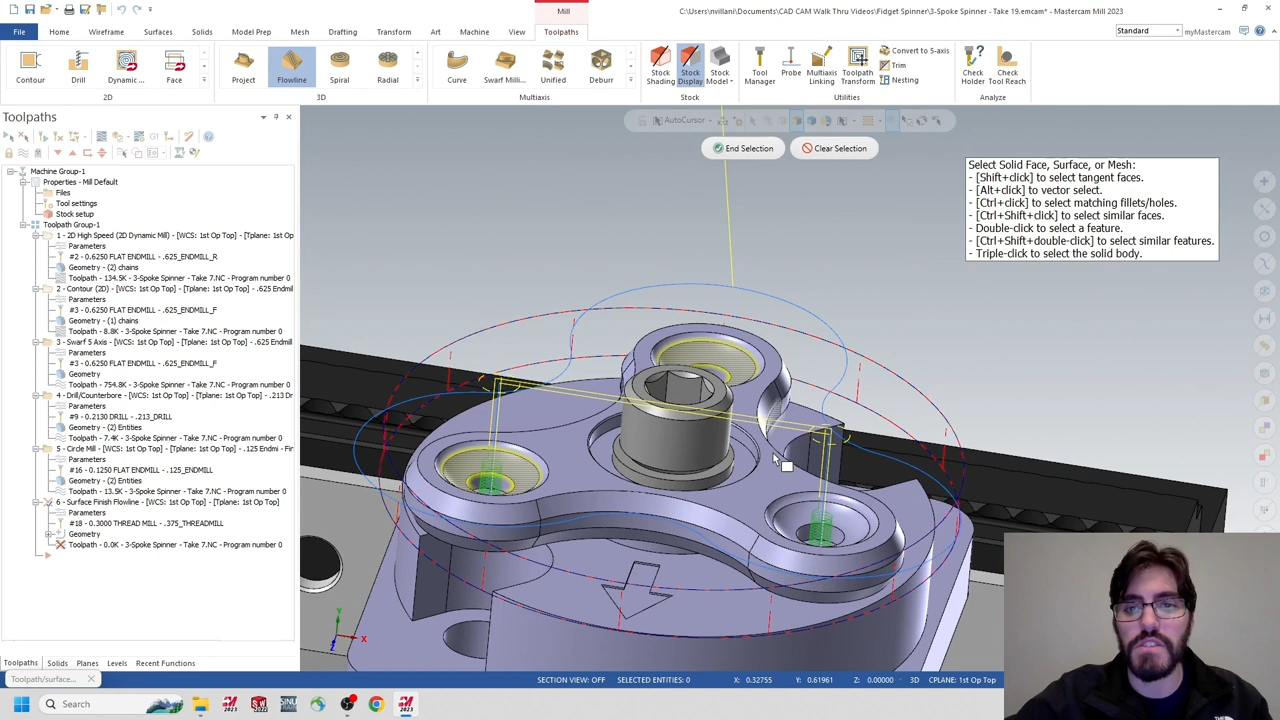 Mill
C:\Users\nvillani\Documents\CAD CAM Walk Thru Videos\Fidget Spinner\3-Spoke Spinner - Take 19.emcam* - Mastercam Mill 2023
File Home Wireframe Surfaces Solids Model Prep Mesh Drafting Transform Art Machine View Toolpaths
Standard myMastercam
Contour Drill Dynamic ... Face
2D
Project Flowline Spiral Radial
3D
Curve Swarf Milli... Unified Deburr
Multiaxis
Stock Shading Stock Display Stock Model
Stock
Tool Manager Probe Multiaxis Linking Toolpath Transform Convert to 5-axis Trim Nesting
Utilities
Check Holder Check Tool Reach
Analyze
Toolpaths
AutoCursor
End Selection Clear Selection
Select Solid Face, Surface, or Mesh:
- [Shift+click] to select tangent faces.
- [Alt+click] to vector select.
- [Ctrl+click] to select matching fillets/holes.
- [Ctrl+Shift+click] to select similar faces.
- Double-click to select a feature.
- [Ctrl+Shift+double-click] to select similar features.
- Triple-click to select the solid body.
Machine Group-1
Properties - Mill Default
Files
Tool settings
Stock setup
Toolpath Group-1
1 - 2D High Speed (2D Dynamic Mill) - [WCS: 1st Op Top] - [Tplane: 1st Op
Parameters
#2 - 0.6250 FLAT ENDMILL - .625_ENDMILL_R
Geometry - (2) chains
Toolpath - 134.5K - 3-Spoke Spinner - Take 7.NC - Program number 0
2 - Contour (2D) - [WCS: 1st Op Top] - [Tplane: 1st Op Top] - .625 Endmil
Parameters
#3 - 0.6250 FLAT ENDMILL - .625_ENDMILL_F
Geometry - (1) chains
Toolpath - 8.8K - 3-Spoke Spinner - Take 7.NC - Program number 0
3 - Swarf 5 Axis - [WCS: 1st Op Top] - [Tplane: 1st Op Top] - .625 Endmill
Parameters
#3 - 0.6250 FLAT ENDMILL - .625_ENDMILL_F
Geometry
Toolpath - 754.8K - 3-Spoke Spinner - Take 7.NC - Program number 0
4 - Drill/Counterbore - [WCS: 1st Op Top] - [Tplane: 1st Op Top] - .213 Dr
Parameters
#9 - 0.2130 DRILL - .213_DRILL
Geometry - (2) Entities
Toolpath - 7.4K - 3-Spoke Spinner - Take 7.NC - Program number 0
5 - Circle Mill - [WCS: 1st Op Top] - [Tplane: 1st Op Top] - .125 Endmi - Fin
Parameters
#16 - 0.1250 FLAT ENDMILL - .125_ENDMILL
Geometry - (2) Entities
Toolpath - 13.5K - 3-Spoke Spinner - Take 7.NC - Program number 0
6 - Surface Finish Flowline - [WCS: 1st Op Top] - [Tplane: 1st Op Top]
Parameters
#18 - 0.3000 THREAD MILL - .375_THREADMILL
Geometry
Toolpath - 0.0K - 3-Spoke Spinner - Take 7.NC - Program number 0
Y
X
Z
Toolpaths Solids Planes Levels Recent Functions
Toolpath/surface...
SECTION VIEW: OFF SELECTED ENTITIES: 0 X: 0.32755 Y: 0.61961 Z: 0.00000 3D CPLANE: 1st Op Top
Search